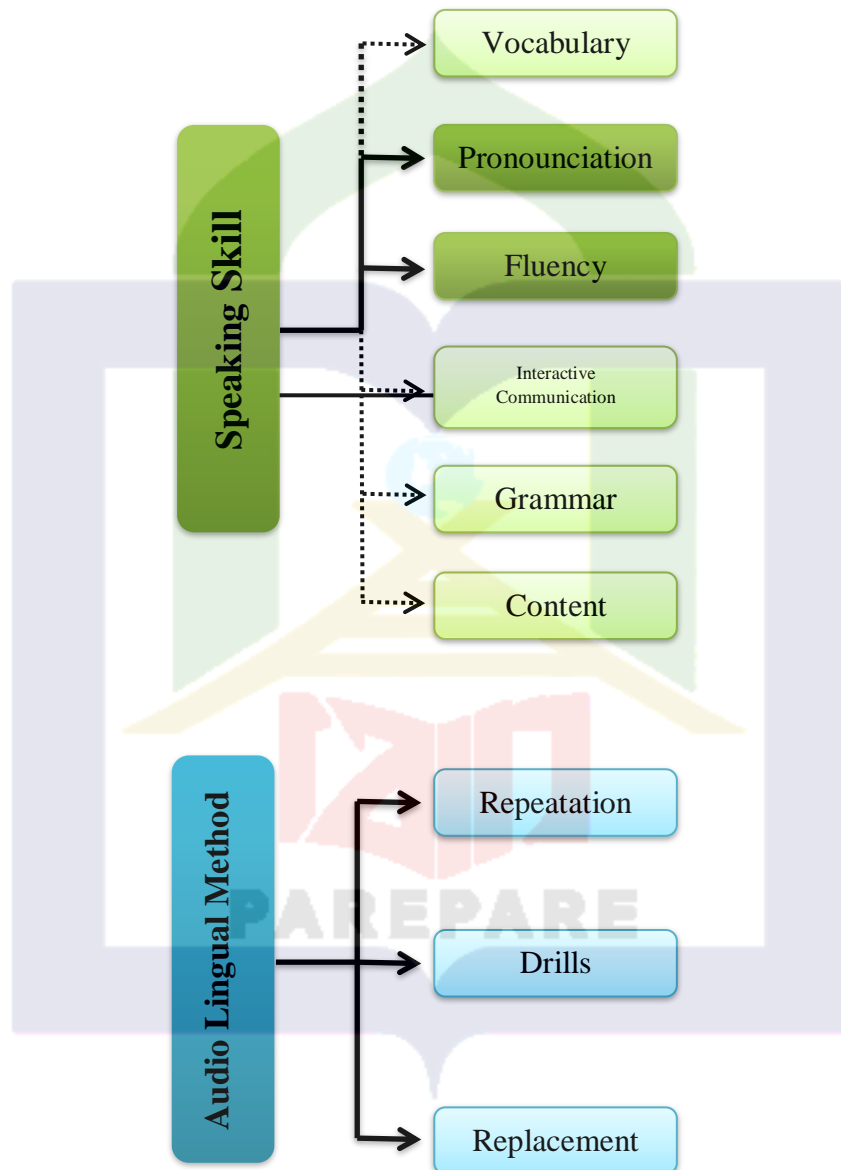 Speaking Skill
Vocabulary
Pronounciation
Fluency
Interactive
Communication
Grammar
Content
Audio Lingual Method
Repeatation
Drills
Replacement
PAREPARE